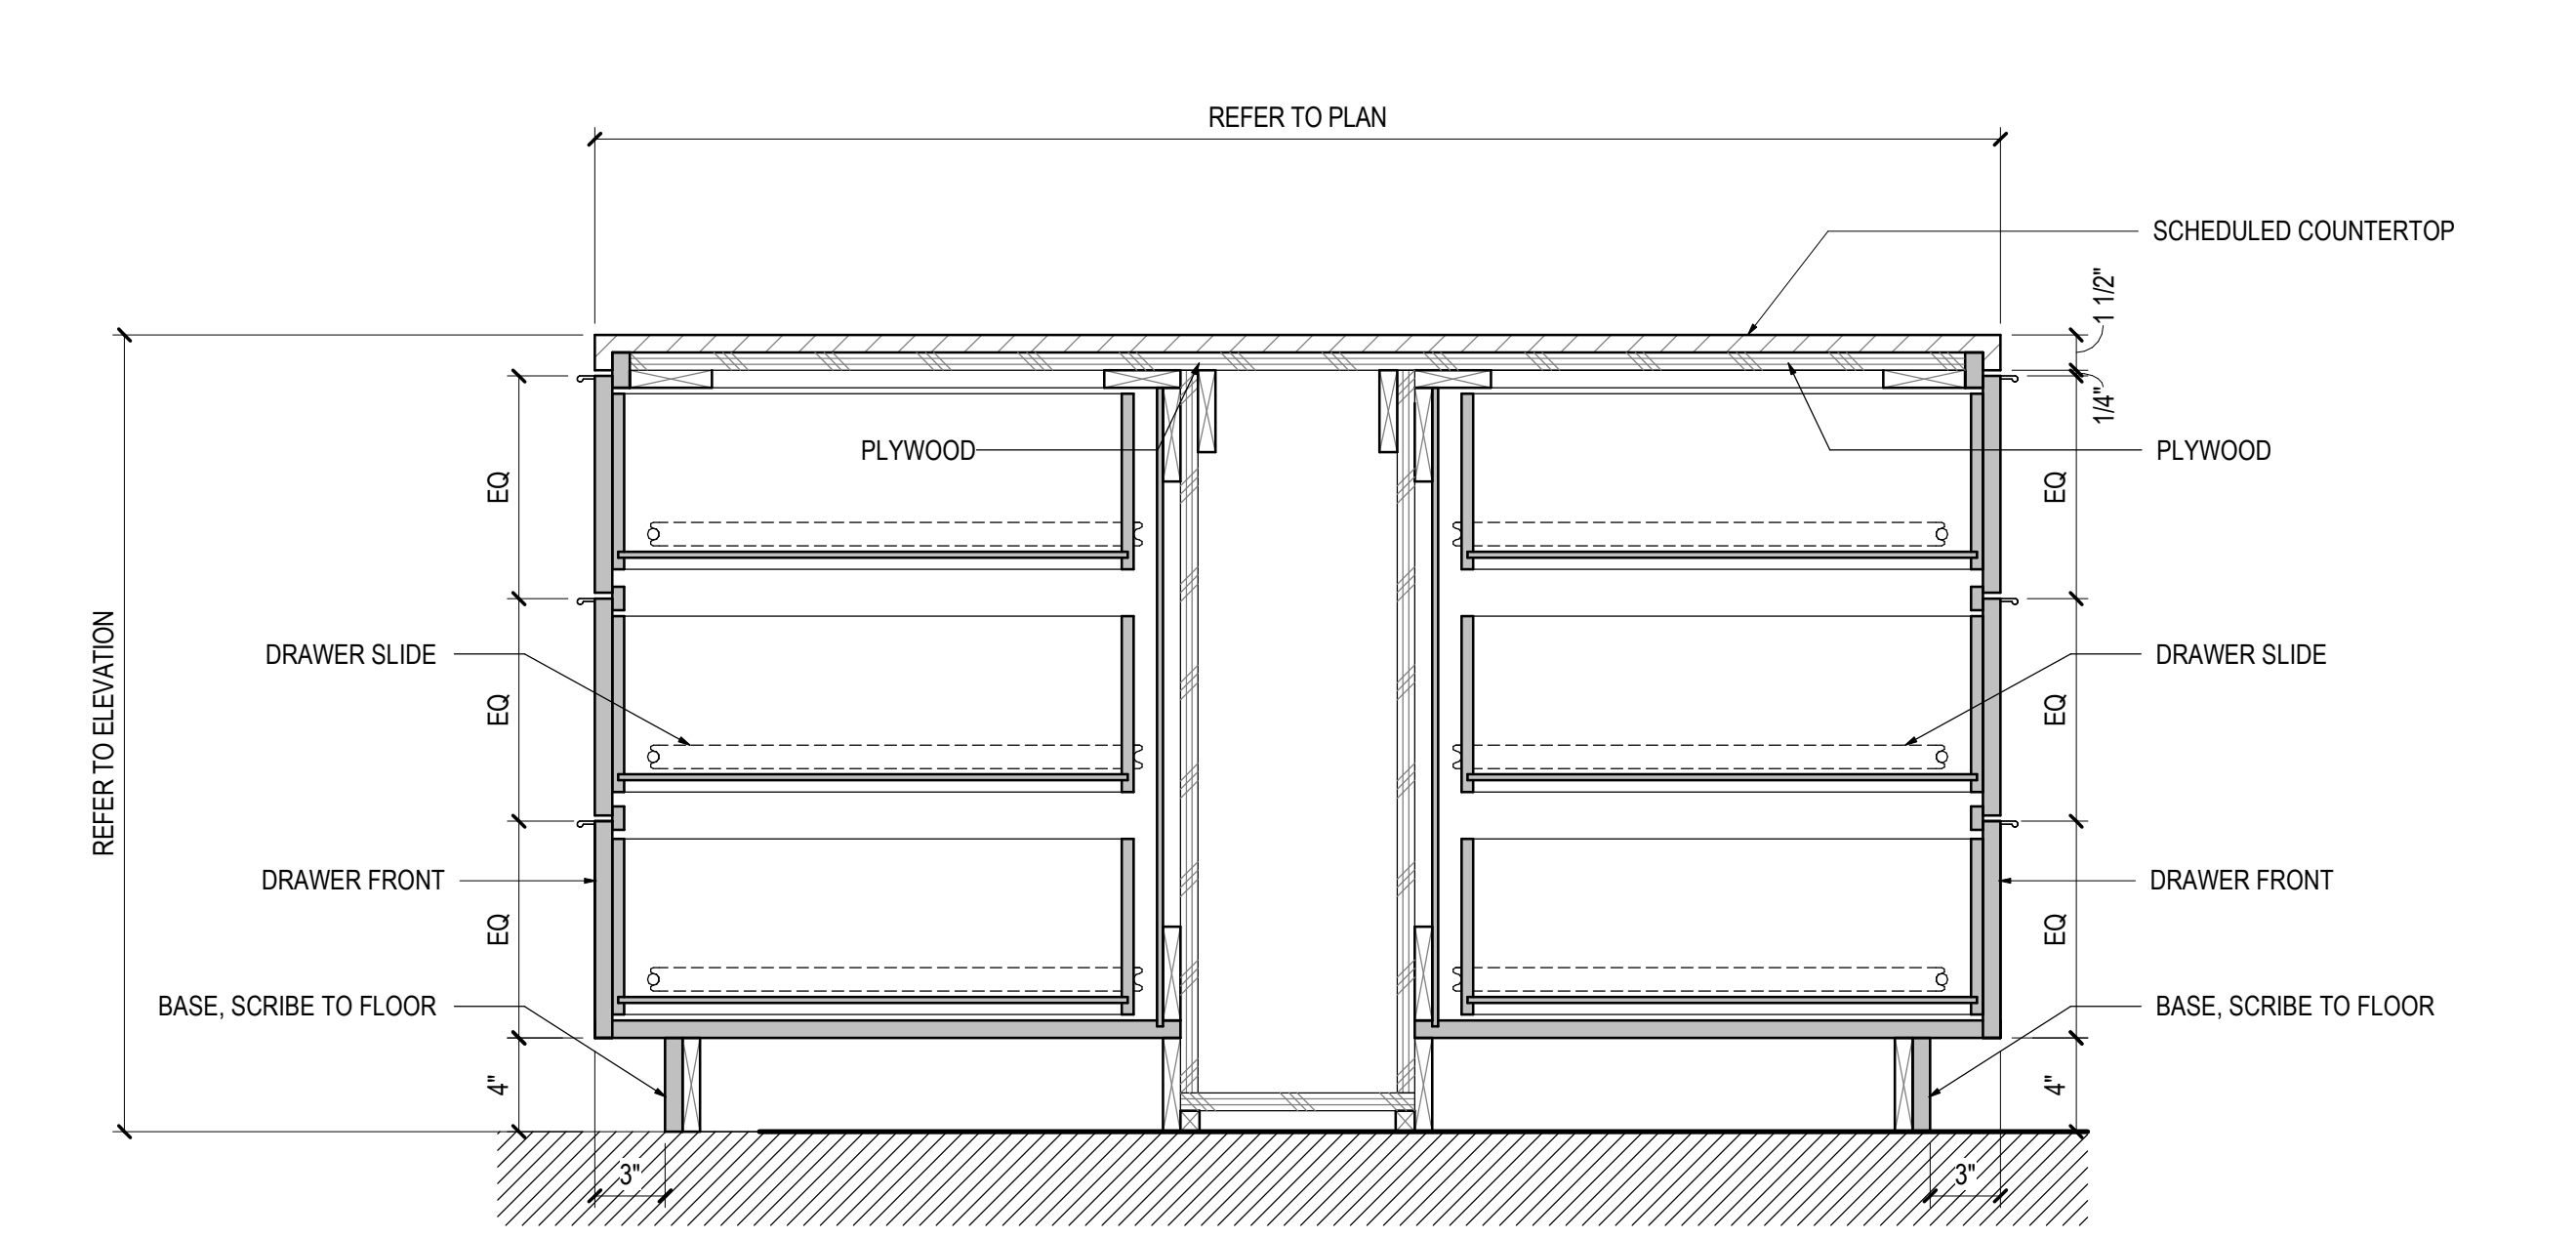 REFER TO PLAN
SCHEDULED COUNTERTOP
1 1/2"
1/4"
PLYWOOD
PLYWOOD
EQ
EQ
REFER TO ELEVATION
DRAWER SLIDE
DRAWER SLIDE
EQ
EQ
DRAWER FRONT
DRAWER FRONT
EQ
EQ
BASE, SCRIBE TO FLOOR
BASE, SCRIBE TO FLOOR
4"
4"
3"
3"